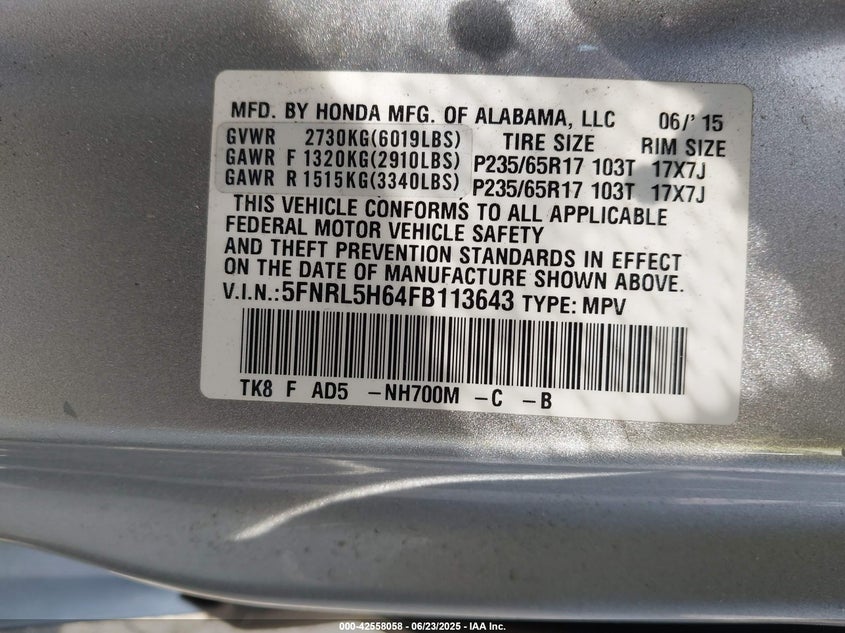 MFD. BY HONDA MFG. OF ALABAMA, LLC 06/' 15
GVWR 2730KG(6019LBS) TIRE SIZE RIM SIZE
GAWR F 1320KG(2910LBS) P235/65R17 103T 17X7J
GAWR R 1515KG(3340LBS) P235/65R17 103T 17X7J
THIS VEHICLE CONFORMS TO ALL APPLICABLE
FEDERAL MOTOR VEHICLE SAFETY
AND THEFT PREVENTION STANDARDS IN EFFECT
ON THE DATE OF MANUFACTURE SHOWN ABOVE.
V.I.N.:5FNRL5H64FB113643 TYPE: MPV
TK8 F AD5 -NH700M -C -B
000-42558058 - 06/23/2025 - IAA Inc.